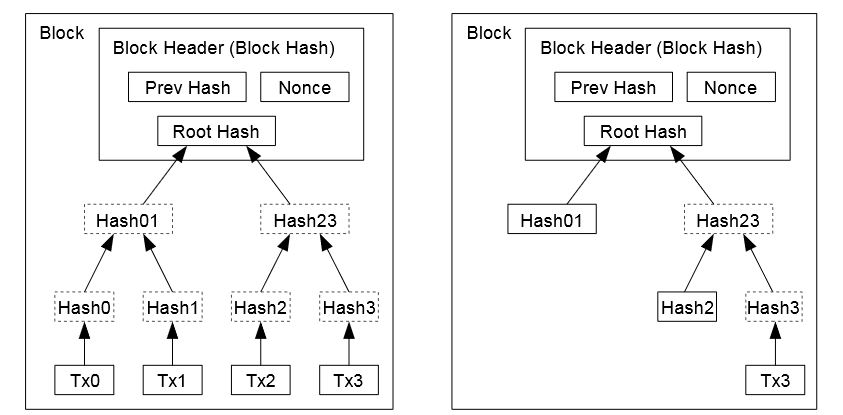 Block
Block Header (Block Hash)
Prev Hash
Nonce
Root Hash
Hash01
Hash23
Hash0
Hash1
Hash2
Hash3
Tx0
Tx1
Tx2
Tx3
Block
Block Header (Block Hash)
Prev Hash
Nonce
Root Hash
Hash01
Hash23
Hash2
Hash3
Tx3